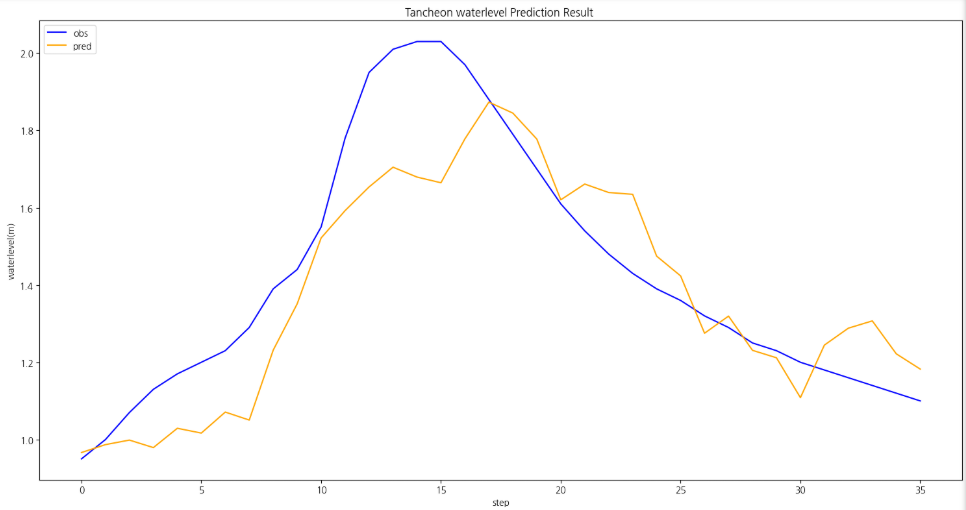 Tancheon waterlevel Prediction Result
obs
pred
2.0
1.8
1.6
1.4
1.2
1.0
waterlevel(m)
0 5 10 15 20 25 30 35
step